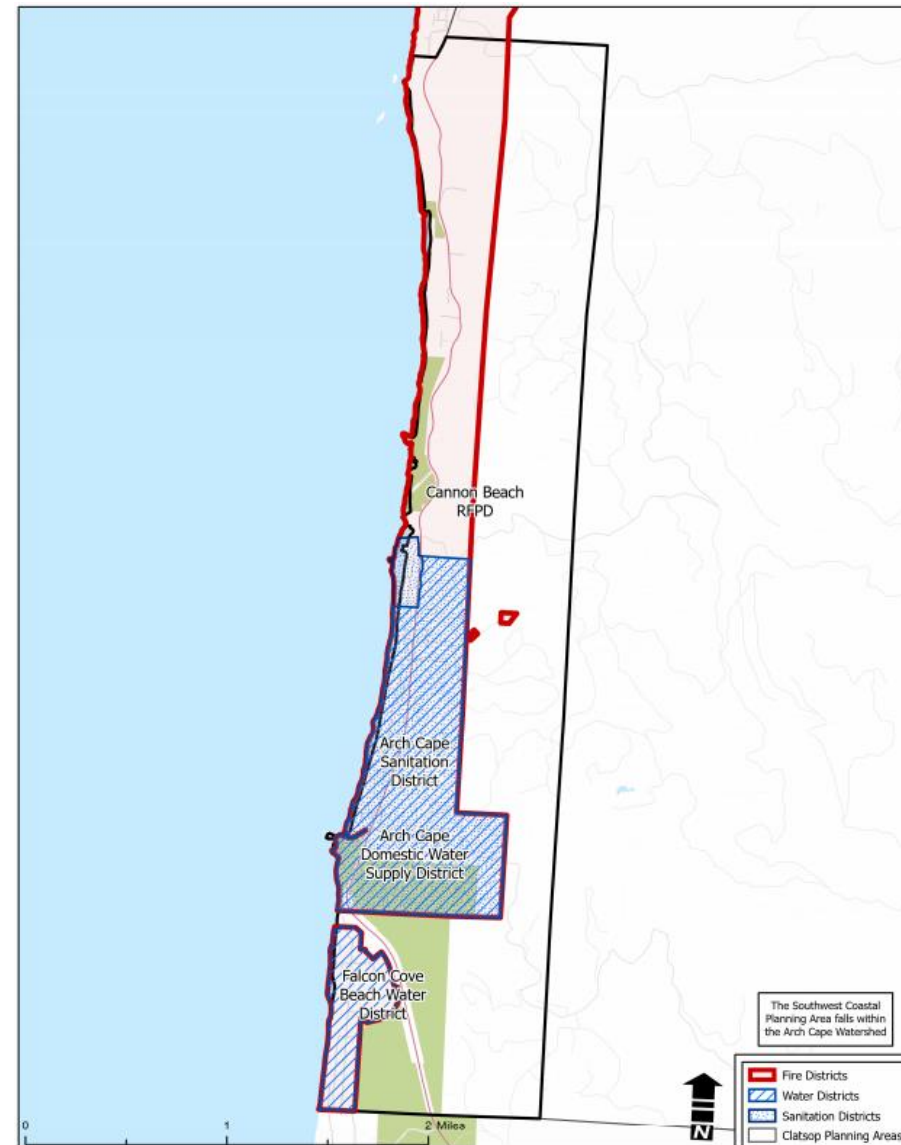 Cannon Beach
RFPD
Arch Cape
Sanitation
District
Arch Cape
Domestic Water
Supply District
Falcon Cove
Beach Water
District
The Southwest Coastal
Planning Area falls within
the Arch Cape Watershed
Fire Districts
Water Districts
Sanitation Districts
Clatsop Planning Areas
N
0 1 2 Miles